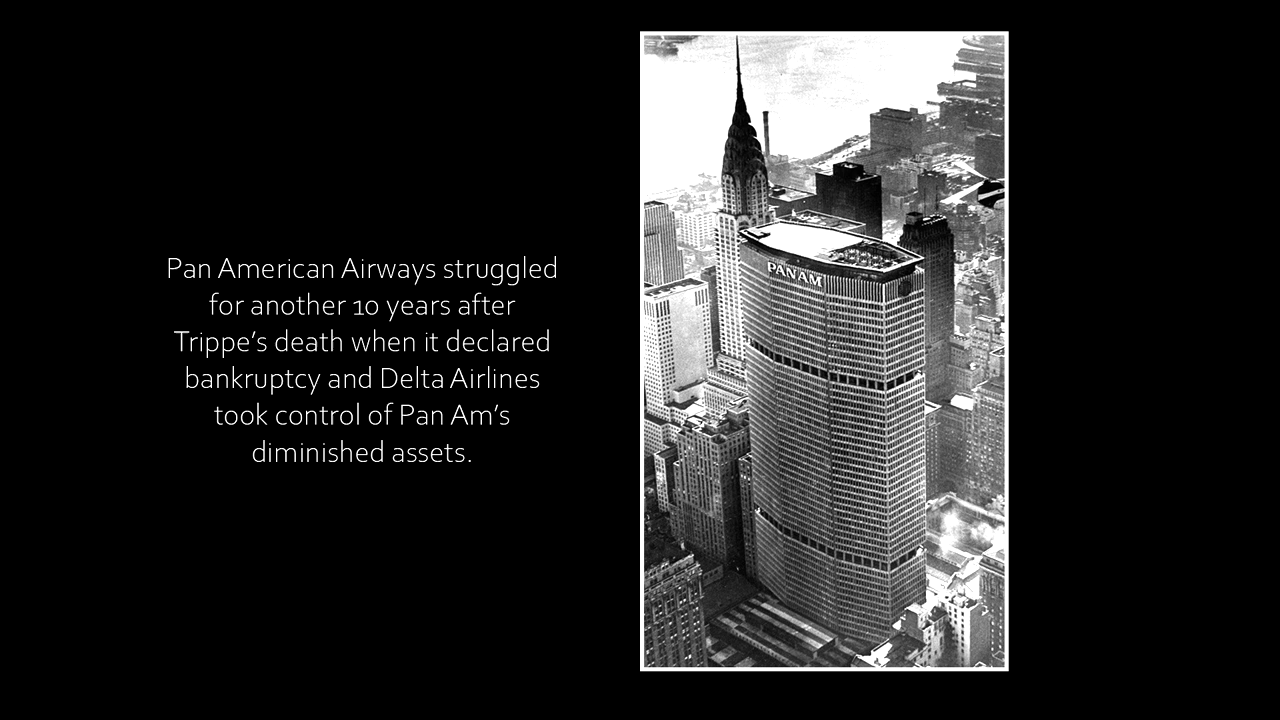 Pan American Airways struggled
for another 10 years after
Trippe’s death when it declared
bankruptcy and Delta Airlines
took control of Pan Am’s
diminished assets.
PANAM